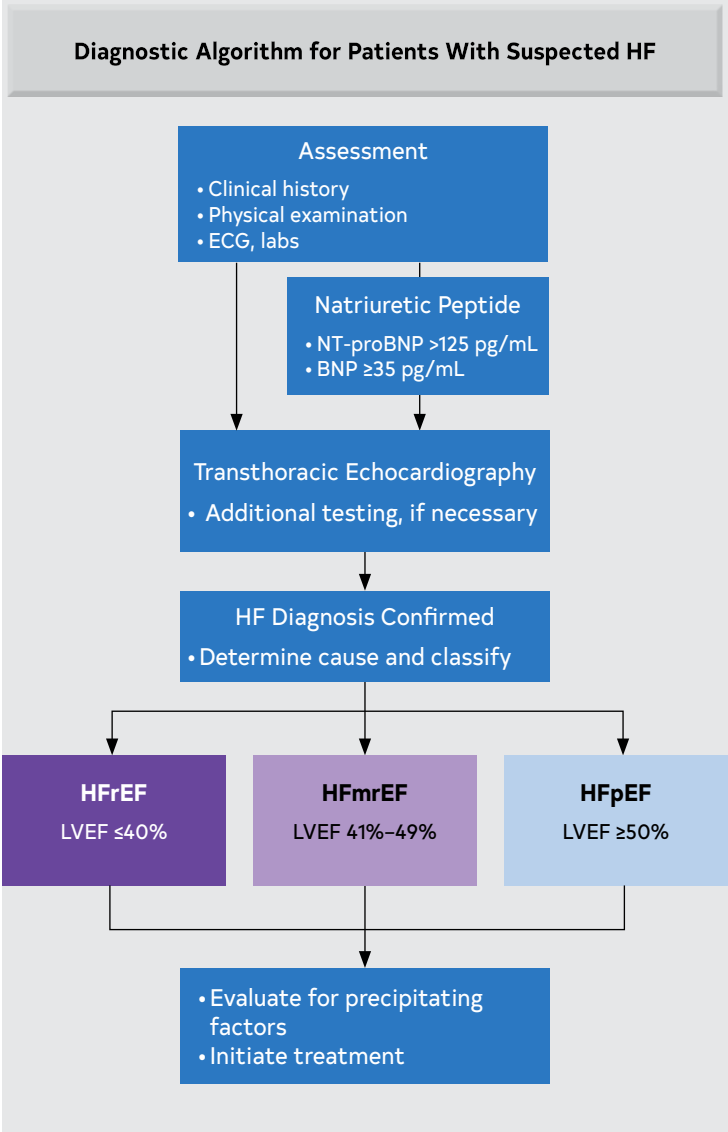 Diagnostic Algorithm for Patients With Suspected HF
Assessment
• Clinical history
• Physical examination
• ECG, labs
Natriuretic Peptide
• NT-proBNP >125 pg/mL
• BNP ≥35 pg/mL
Transthoracic Echocardiography
• Additional testing, if necessary
HF Diagnosis Confirmed
• Determine cause and classify
HFrEF
LVEF ≤40%
HFmrEF
LVEF 41%–49%
HFpEF
LVEF ≥50%
• Evaluate for precipitating
factors
• Initiate treatment